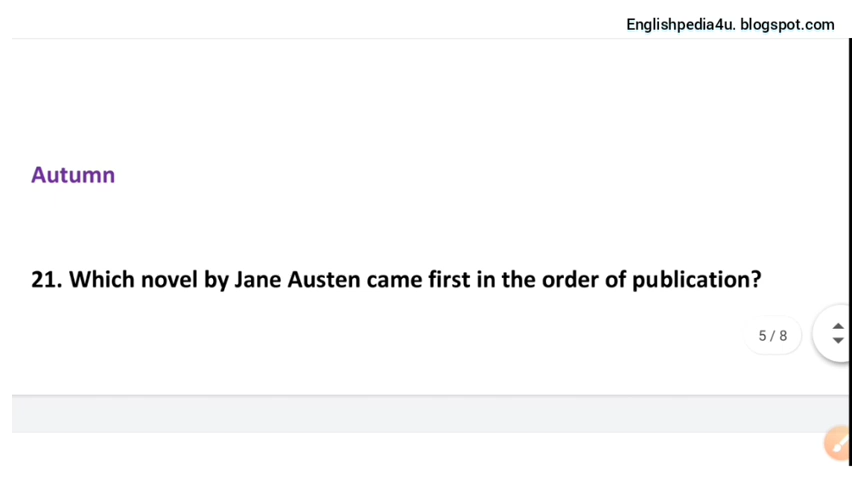 Englishpedia4u. blogspot.com
Autumn
21. Which novel by Jane Austen came first in the order of publication?
5 / 8